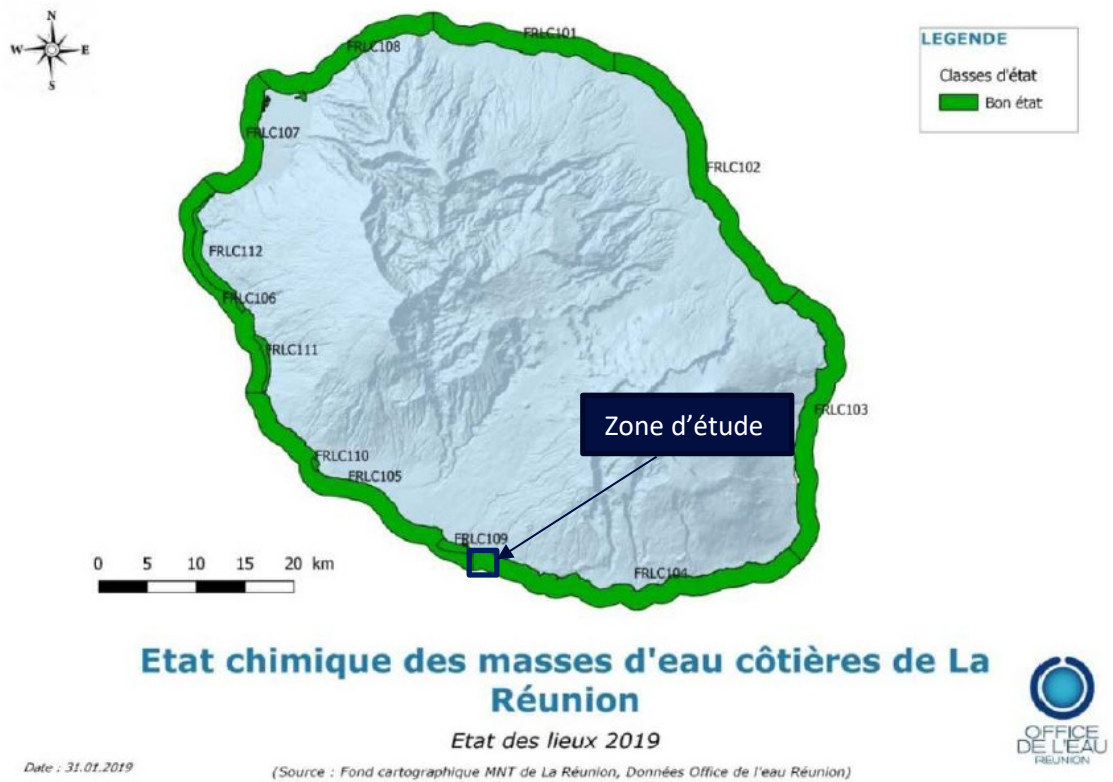 N
W
E
S
FRLC101
FRLC108
LEGENDE
Classes d'état
Bon état
FRLC107
FRLC102
FRLC112
FRLC106
FRLC111
Zone d'étude
FRLC103
FRLC110
FRLC105
FRLC109
FRLC104
0 5 10 15 20 km
Etat chimique des masses d'eau côtières de La
Réunion
Etat des lieux 2019
OFFICE
DE L'EAU
RÉUNION
Date : 31.01.2019
(Source : Fond cartographique MNT de La Réunion, Données Office de l'eau Réunion)